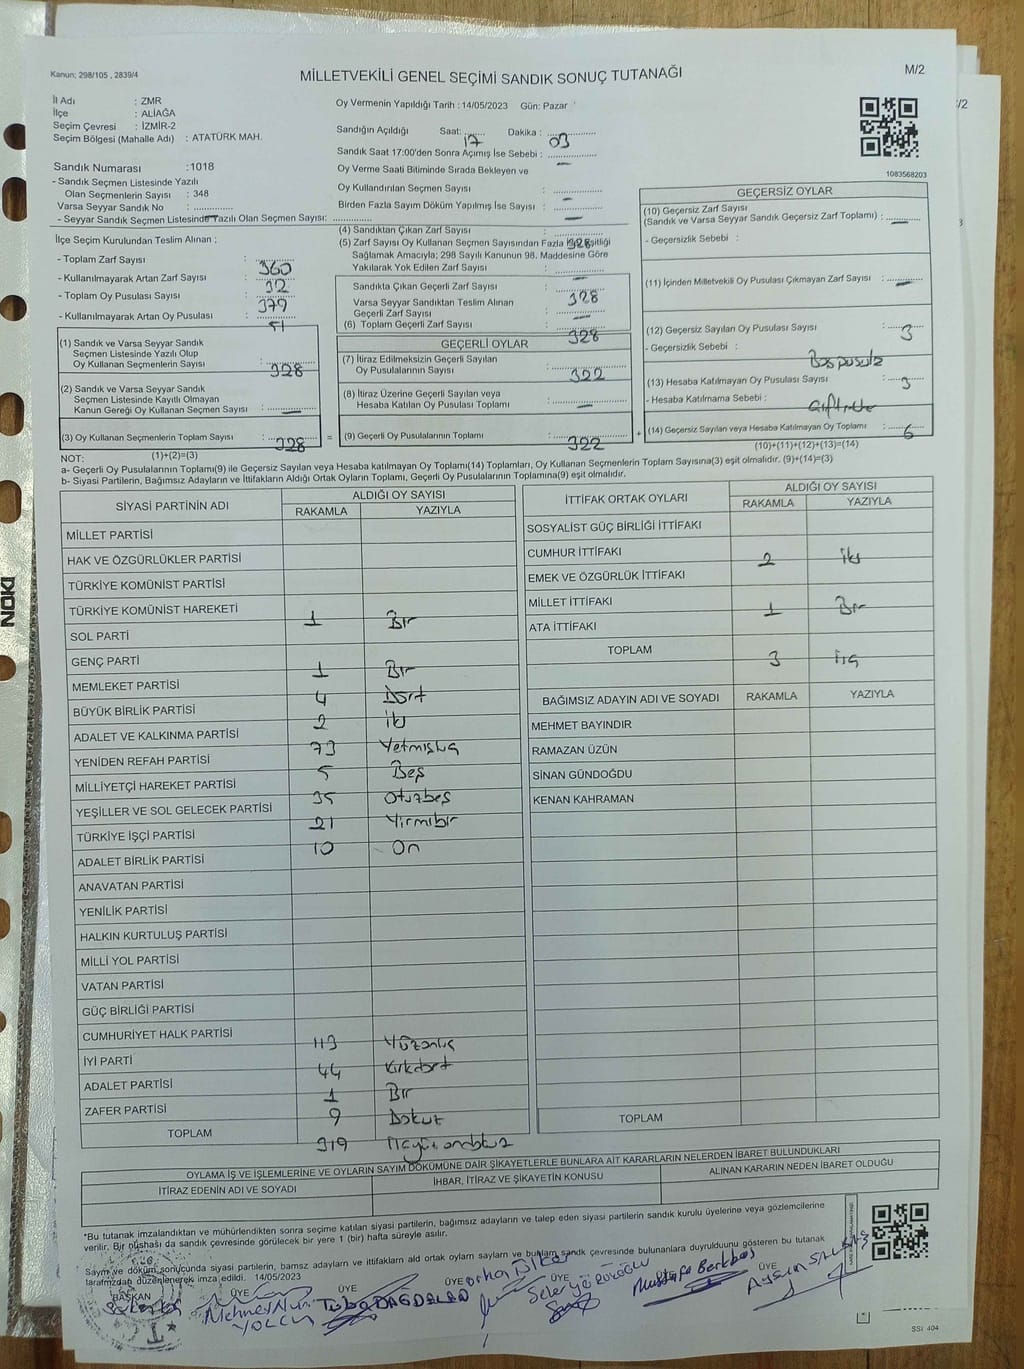 Kanun; 298/105 , 2839/4
MİLLETVEKİLİ GENEL SEÇİMİ SANDIK SONUÇ TUTANAĞI
M/2
/2
İl Adı : ZMR
İlçe : ALİAĞA
Seçim Çevresi : İZMİR-2
Seçim Bölgesi (Mahalle Adı) : ATATÜRK MAH.
Oy Vermenin Yapıldığı Tarih : 14/05/2023 Gün: Pazar
Sandığın Açıldığı Saat: 17 Dakika : 03
Sandık Saat 17:00'den Sonra Açımış İse Sebebi : —
Oy Verme Saati Bitiminde Sırada Bekleyen ve
Oy Kullandırılan Seçmen Sayısı : —
Birden Fazla Sayım Döküm Yapılmış İse Sayısı : —
1083568203
Sandık Numarası :1018
- Sandık Seçmen Listesinde Yazılı
Olan Seçmenlerin Sayısı : 348
Varsa Seyyar Sandık No :
- Seyyar Sandık Seçmen Listesinde Yazılı Olan Seçmen Sayısı:
İlçe Seçim Kurulundan Teslim Alınan ;
- Toplam Zarf Sayısı : 360
- Kullanılmayarak Artan Zarf Sayısı : 32
- Toplam Oy Pusulası Sayısı : 379
- Kullanılmayarak Artan Oy Pusulası : 51
(1) Sandık ve Varsa Seyyar Sandık
Seçmen Listesinde Yazılı Olup
Oy Kullanan Seçmenlerin Sayısı : 328
(2) Sandık ve Varsa Seyyar Sandık
Seçmen Listesinde Kayıtlı Olmayan
Kanun Gereği Oy Kullanan Seçmen Sayısı : —
(3) Oy Kullanan Seçmenlerin Toplam Sayısı : 328
(1)+(2)=(3)
(4) Sandıktan Çıkan Zarf Sayısı : 328
(5) Zarf Sayısı Oy Kullanan Seçmen Sayısından Fazla İse, Eşitliği
Sağlamak Amacıyla; 298 Sayılı Kanunun 98. Maddesine Göre
Yakılarak Yok Edilen Zarf Sayısı : —
Sandıkta Çıkan Geçerli Zarf Sayısı : 328
Varsa Seyyar Sandıktan Teslim Alınan
Geçerli Zarf Sayısı : —
(6) Toplam Geçerli Zarf Sayısı : 328
GEÇERLİ OYLAR
(7) İtiraz Edilmeksizin Geçerli Sayılan
Oy Pusulalarının Sayısı : 322
(8) İtiraz Üzerine Geçerli Sayılan veya
Hesaba Katılan Oy Pusulası Toplamı : —
= (9) Geçerli Oy Pusulalarının Toplamı : 322 +
GEÇERSİZ OYLAR
(10) Geçersiz Zarf Sayısı
(Sandık ve Varsa Seyyar Sandık Geçersiz Zarf Toplamı) : —
- Geçersizlik Sebebi :
(11) İçinden Milletvekili Oy Pusulası Çıkmayan Zarf Sayısı : —
(12) Geçersiz Sayılan Oy Pusulası Sayısı : 3
- Geçersizlik Sebebi : Boş pusula
(13) Hesaba Katılmayan Oy Pusulası Sayısı : 3
- Hesaba Katılmama Sebebi :
(14) Geçersiz Sayılan veya Hesaba Katılmayan Oy Toplamı : 6
(10)+(11)+(12)+(13)=(14)
NOT:
a- Geçerli Oy Pusulalarının Toplamı(9) ile Geçersiz Sayılan veya Hesaba katılmayan Oy Toplamı(14) Toplamları, Oy Kullanan Seçmenlerin Toplam Sayısına(3) eşit olmalıdır. (9)+(14)=(3)
b- Siyasi Partilerin, Bağımsız Adayların ve İttifakların Aldığı Ortak Oyların Toplamı, Geçerli Oy Pusulalarının Toplamına(9) eşit olmalıdır.
SİYASİ PARTİNİN ADI ALDIĞI OY SAYISI
RAKAMLA YAZIYLA
MİLLET PARTİSİ
HAK VE ÖZGÜRLÜKLER PARTİSİ
TÜRKİYE KOMÜNİST PARTİSİ
TÜRKİYE KOMÜNİST HAREKETİ 1 Bir
SOL PARTİ
GENÇ PARTİ 1 Bir
MEMLEKET PARTİSİ 4 Dört
BÜYÜK BİRLİK PARTİSİ 2 iki
ADALET VE KALKINMA PARTİSİ 73 Yetmişüç
YENİDEN REFAH PARTİSİ 5 Beş
MİLLİYETÇİ HAREKET PARTİSİ 35 Otuzbeş
YEŞİLLER VE SOL GELECEK PARTİSİ 21 Yirmibir
TÜRKİYE İŞÇİ PARTİSİ 10 On
ADALET BİRLİK PARTİSİ
ANAVATAN PARTİSİ
YENİLİK PARTİSİ
HALKIN KURTULUŞ PARTİSİ
MİLLİ YOL PARTİSİ
VATAN PARTİSİ
GÜÇ BİRLİĞİ PARTİSİ
CUMHURİYET HALK PARTİSİ 113 Yüzonüç
İYİ PARTİ 44 Kırkdört
ADALET PARTİSİ 1 Bir
ZAFER PARTİSİ 9 Dokuz
TOPLAM 319 Üçyüzondokuz
İTTİFAK ORTAK OYLARI ALDIĞI OY SAYISI
RAKAMLA YAZIYLA
SOSYALİST GÜÇ BİRLİĞİ İTTİFAKI
CUMHUR İTTİFAKI 2 iki
EMEK VE ÖZGÜRLÜK İTTİFAKI
MİLLET İTTİFAKI 1 Bir
ATA İTTİFAKI
TOPLAM 3 üç
BAĞIMSIZ ADAYIN ADI VE SOYADI RAKAMLA YAZIYLA
MEHMET BAYINDIR
RAMAZAN ÜZÜN
SİNAN GÜNDOĞDU
KENAN KAHRAMAN
TOPLAM
OYLAMA İŞ VE İŞLEMLERİNE VE OYLARIN SAYIM DÖKÜMÜNE DAİR ŞİKAYETLERLE BUNLARA AİT KARARLARIN NELERDEN İBARET BULUNDUKLARI
İTİRAZ EDENİN ADI VE SOYADI İHBAR, İTİRAZ VE ŞİKAYETİN KONUSU ALINAN KARARIN NEDEN İBARET OLDUĞU
*Bu tutanak imzalandıktan ve mühürlendikten sonra seçime katılan siyasi partilerin, bağımsız adayların ve talep eden siyasi partilerin sandık kurulu üyelerine veya gözlemcilerine
verilir. Bir nüshası da sandık çevresinde görülecek bir yere 1 (bir) hafta süreyle asılır.
Sayım ve döküm sonucunda siyasi partilerin, bamsz adayların ve ittifakların ald ortak oyların saylam ve bunlam sandık çevresinde bulunanlara duyrulduunu gösteren bu tutanak
tarafımızdan düzenlenerek imza edildi. 14/05/2023
BAŞKAN ÜYE ÜYE ÜYE ÜYE ÜYE
Mehmet Nuri YOLCU
Tuba DAĞDELEN
Orhan İlker
Selen YÖRÜKOĞLU
Mustafa Berkbaş
Aysun
SSİ 404
NOKI